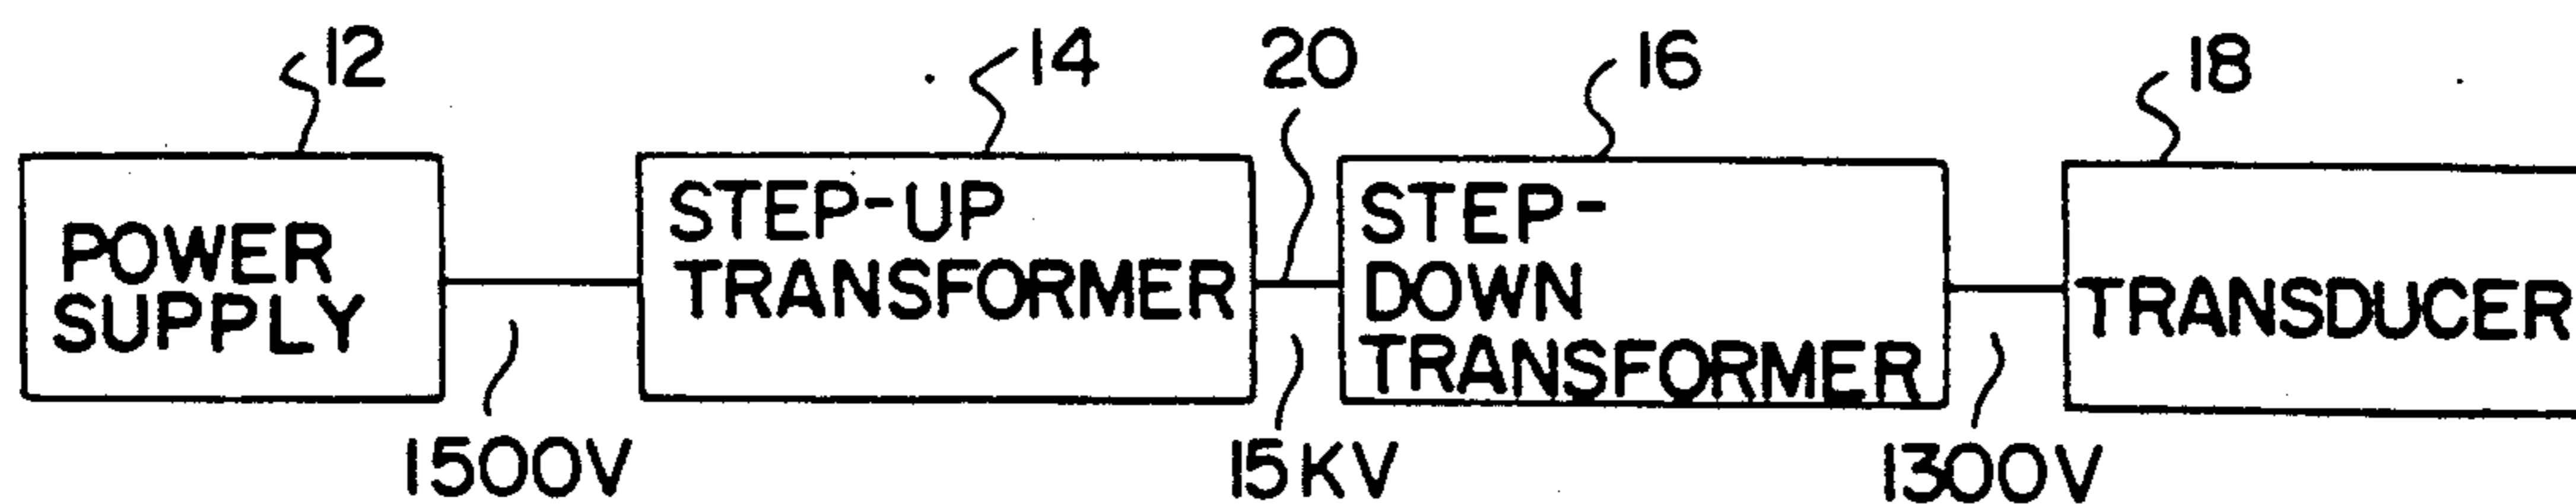 12
14
20
16
18
POWER
SUPPLY
STEP-UP
TRANSFORMER
STEP-
DOWN
TRANSFORMER
TRANSDUCER
1500V
15KV
1300V